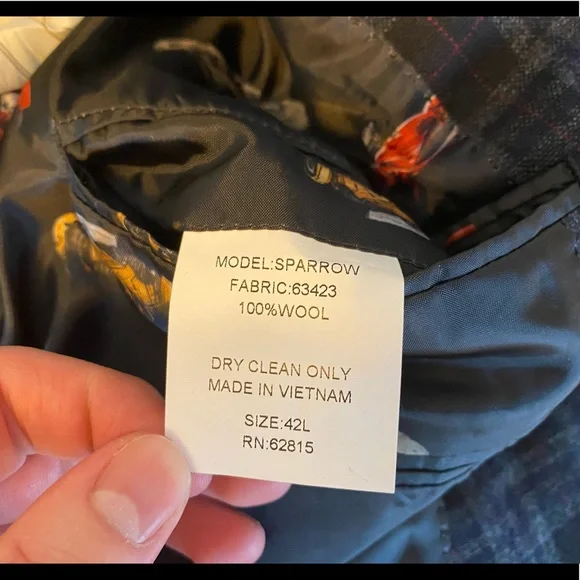 MODEL:SPARROW
FABRIC:63423
100%WOOL
DRY CLEAN ONLY
MADE IN VIETNAM
SIZE:42L
RN:62815